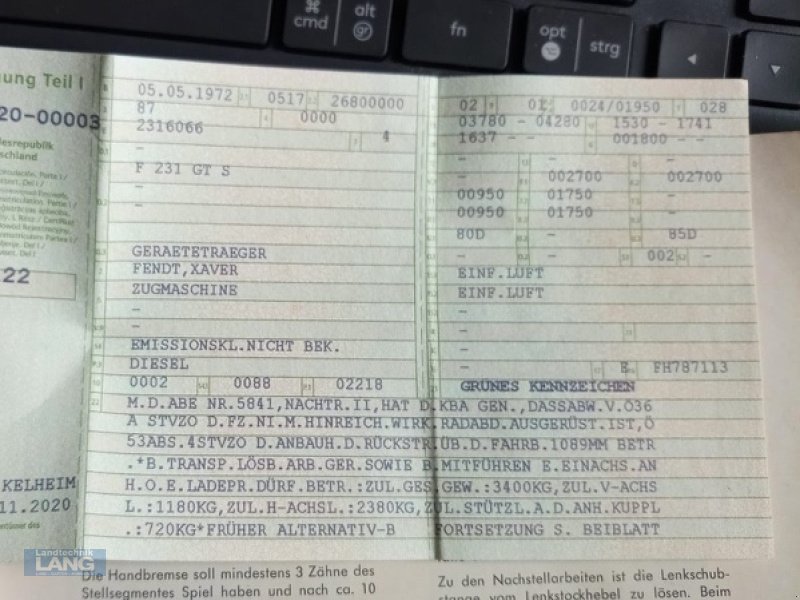 ⌘
cmd
alt
gr
fn
opt
strg
ung Teil I
20-00003
desrepublik
schland
22
KELHEIM
11.2020
05.05.1972 0517 26800000
87 0000
2316066 4
-
F 231 GT S
-
-
GERAETETRAEGER
FENDT,XAVER
ZUGMASCHINE
-
-
EMISSIONSKL.NICHT BEK.
DIESEL
0002 0088 02218
02 01 0024/01950 028
03780 - 04280 1530 - 1741
1637 - - 001800 - -
- - -
- 002700 002700
00950 01750 -
00950 01750 -
80D - 85D
- - 002 -
EINF.LUFT
EINF.LUFT
-
-
- E FH787113
GRÜNES KENNZEICHEN
M.D.ABE NR.5841,NACHTR.II,HAT D.KBA GEN.,DASSABW.V.Ö36
A STVZO D.FZ.NI.M.HINREICH.WIRK.RADABD.AUSGERÜST.IST,Ö
53ABS.4STVZO D.ANBAUH.D.RÜCKSTR.ÜB.D.FAHRB.1089MM BETR
.*B.TRANSP.LÖSB.ARB.GER.SOWIE B.MITFÜHREN E.EINACHS.AN
H.O.E.LADEPR.DÜRF.BETR.:ZUL.GES.GEW.:3400KG,ZUL.V-ACHS
L.:1180KG,ZUL.H-ACHSL.:2380KG,ZUL.STÜTZL.A.D.ANH.KUPPL
.:720KG*FRÜHER ALTERNATIV-B FORTSETZUNG S. BEIBLATT
Landtechnik
LANG
Die Handbremse soll mindestens 3 Zähne des
Stellsegmentes Spiel haben und nach ca. 10
Zu den Nachstellarbeiten ist die Lenkschub-
stange vom Lenkstockhebel zu lösen. Beim